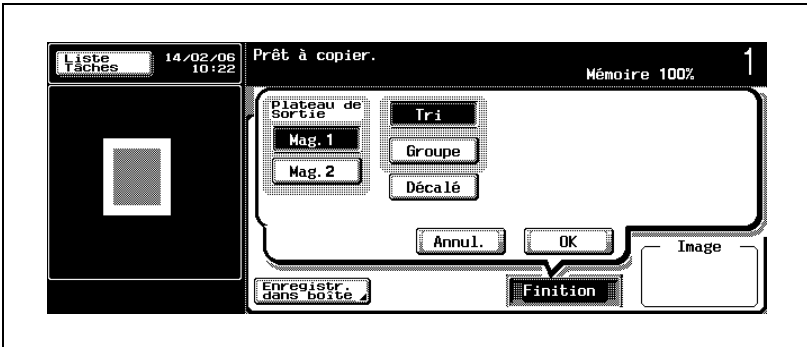 Liste
Tâches
14/02/06
10:22
Prêt à copier.
Mémoire 100%
1
Plateau de
Sortie
Mag.1
Mag.2
Tri
Groupe
Décalé
Annul.
OK
Image
Enregistr.
dans boîte
Finition